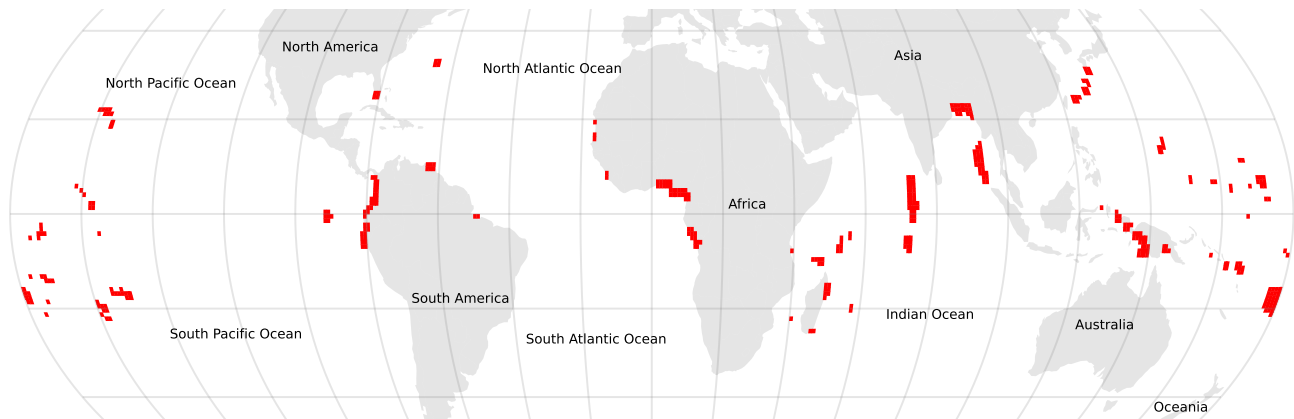 North America
Asia
North Atlantic Ocean
North Pacific Ocean
Africa
South America
Indian Ocean
Australia
South Pacific Ocean
South Atlantic Ocean
Oceania